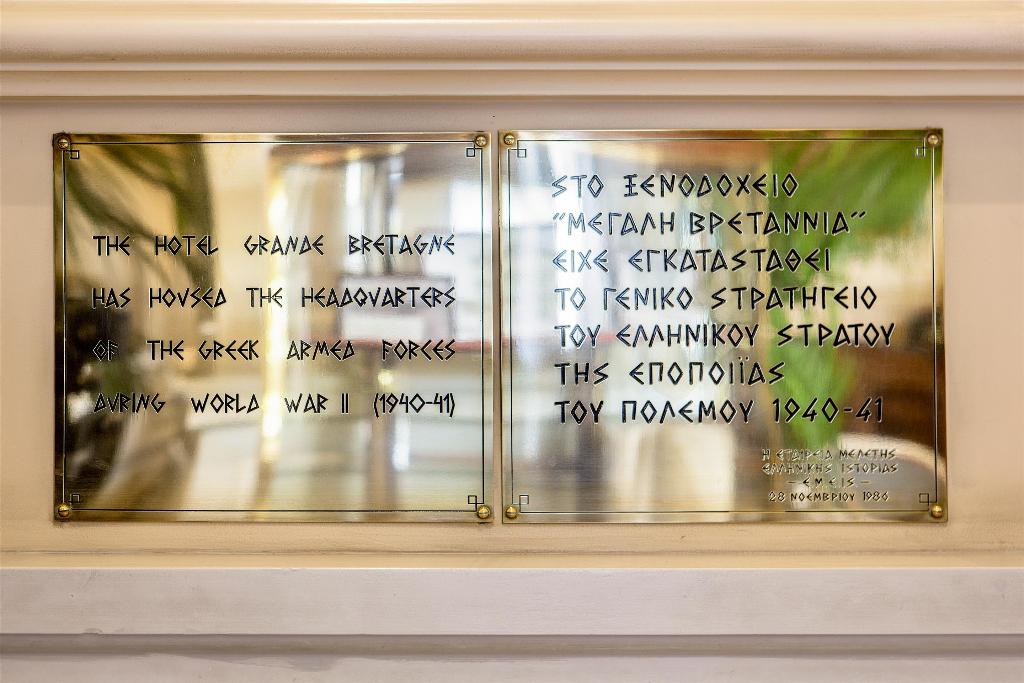 THE HOTEL GRANDE BRETAGNE
HAS HOUSED THE HEADQUARTERS
OF THE GREEK ARMED FORCES
DURING WORLD WAR II (1940-41)
ΣΤΟ ΞΕΝΟΔΟΧΕΙΟ
"ΜΕΓΑΛΗ ΒΡΕΤΑΝΝΙΑ"
ΕΙΧΕ ΕΓΚΑΤΑΣΤΑΘΕΙ
ΤΟ ΓΕΝΙΚΟ ΣΤΡΑΤΗΓΕΙΟ
ΤΟΥ ΕΛΛΗΝΙΚΟΥ ΣΤΡΑΤΟΥ
ΤΗΣ ΕΠΟΠΟΙΪΑΣ
ΤΟΥ ΠΟΛΕΜΟΥ 1940-41
Η ΕΤΑΙΡΕΙΑ ΜΕΛΕΤΗΣ
ΕΛΛΗΝΙΚΗΣ ΙΣΤΟΡΙΑΣ
- Ε Μ Ε Ι Σ -
28 ΝΟΕΜΒΡΙΟΥ 1986